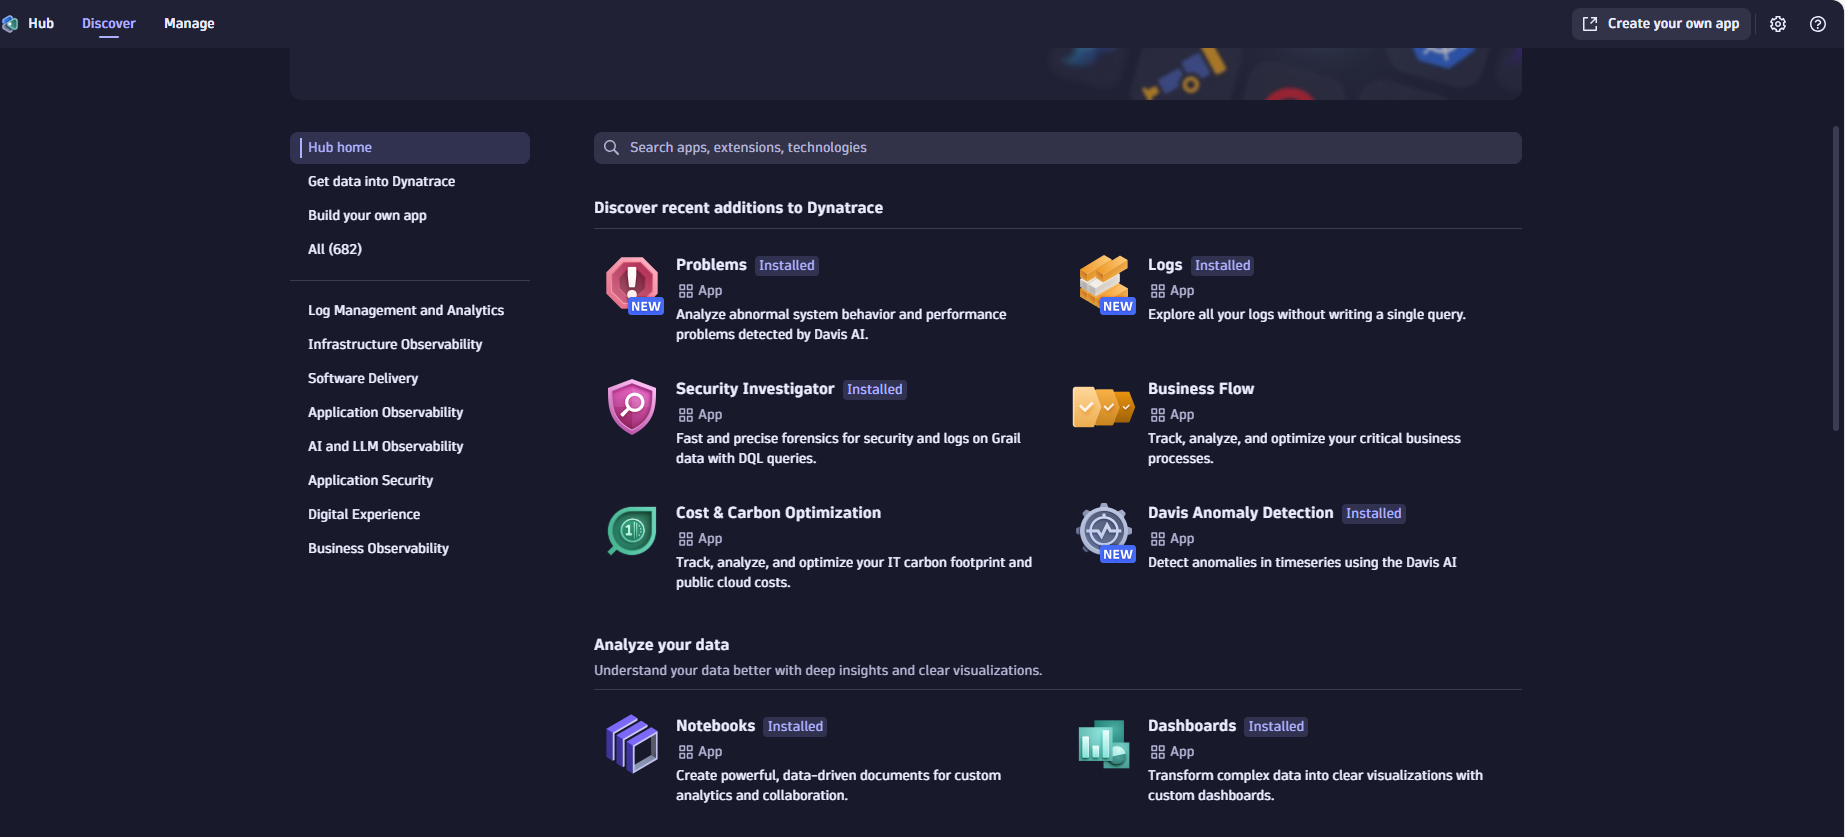 Hub Discover Manage Create your own app
Hub home
Get data into Dynatrace
Build your own app
All (682)
Log Management and Analytics
Infrastructure Observability
Software Delivery
Application Observability
AI and LLM Observability
Application Security
Digital Experience
Business Observability
Search apps, extensions, technologies
Discover recent additions to Dynatrace
Problems Installed
NEW
App
Analyze abnormal system behavior and performance
problems detected by Davis AI.
Logs Installed
NEW
App
Explore all your logs without writing a single query.
Security Investigator Installed
App
Fast and precise forensics for security and logs on Grail
data with DQL queries.
Business Flow
App
Track, analyze, and optimize your critical business
processes.
Cost & Carbon Optimization
App
Track, analyze, and optimize your IT carbon footprint and
public cloud costs.
Davis Anomaly Detection Installed
NEW
App
Detect anomalies in timeseries using the Davis AI
Analyze your data
Understand your data better with deep insights and clear visualizations.
Notebooks Installed
App
Create powerful, data-driven documents for custom
analytics and collaboration.
Dashboards Installed
App
Transform complex data into clear visualizations with
custom dashboards.